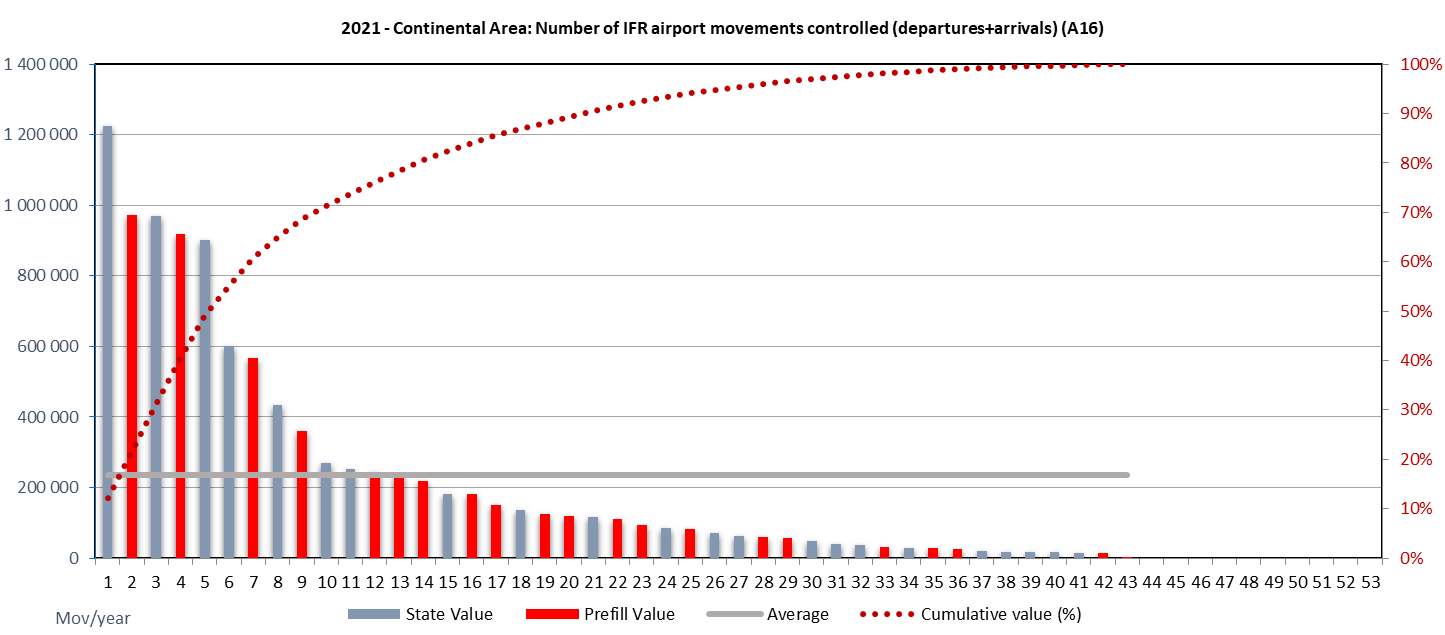 2021 - Continental Area: Number of IFR airport movements controlled (departures+arrivals) (A16)
1 400 000 100%
1 200 000 90%
1 000 000 80%
800 000 70%
600 000 60%
400 000 50%
200 000 40%
0 30%
20%
10%
0%
1 2 3 4 5 6 7 8 9 10 11 12 13 14 15 16 17 18 19 20 21 22 23 24 25 26 27 28 29 30 31 32 33 34 35 36 37 38 39 40 41 42 43 44 45 46 47 48 49 50 51 52 53
Mov/year State Value Prefill Value Average Cumulative value (%)